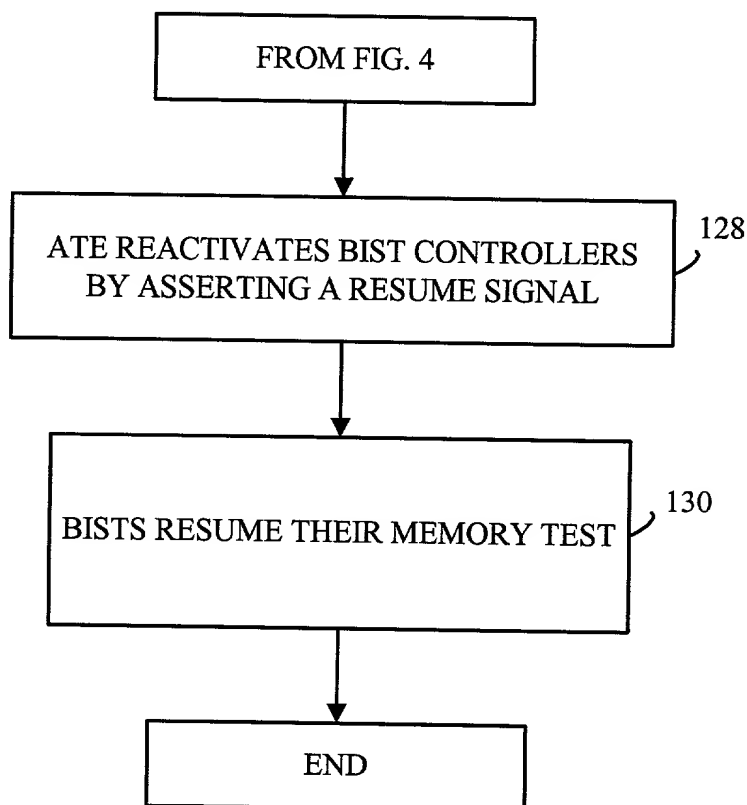 FROM FIG. 4
ATE REACTIVATES BIST CONTROLLERS
BY ASSERTING A RESUME SIGNAL
128
BISTS RESUME THEIR MEMORY TEST
130
END